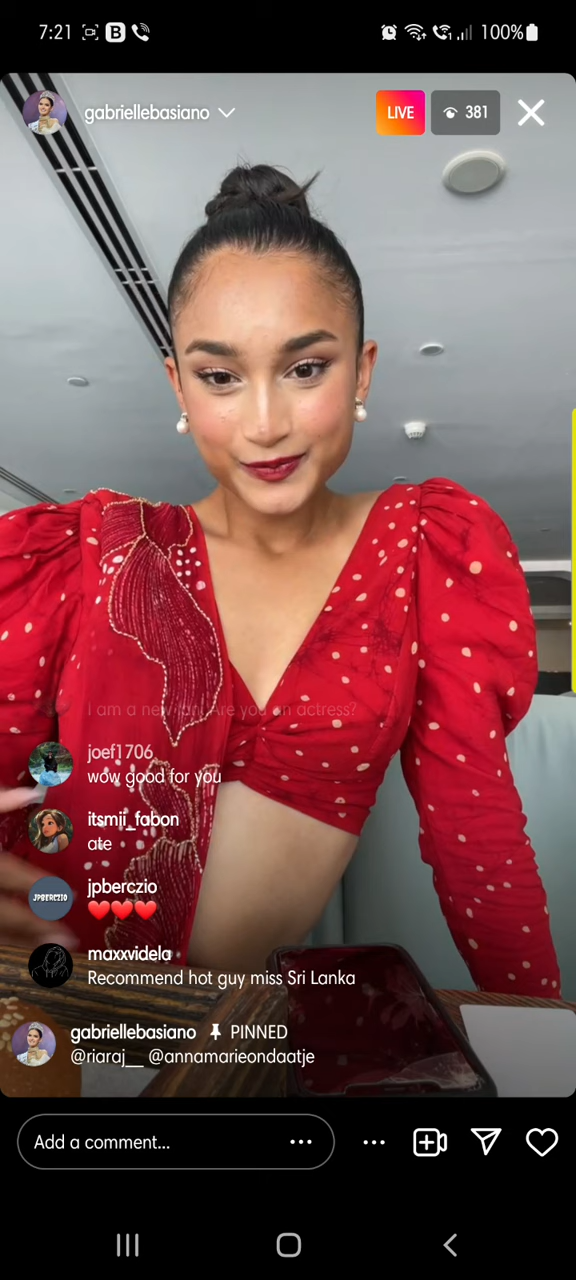 7:21
B
100%
gabriellebasiano
LIVE
381
I am a new fan! Are you an actress?
joef1706
wow good for you
itsmji_fabon
ate
JPBERCZIO
jpberczio
❤️❤️❤️
maxxvidela
Recommend hot guy miss Sri Lanka
gabriellebasiano PINNED
@riaraj__ @annamarieondaatje
Add a comment...